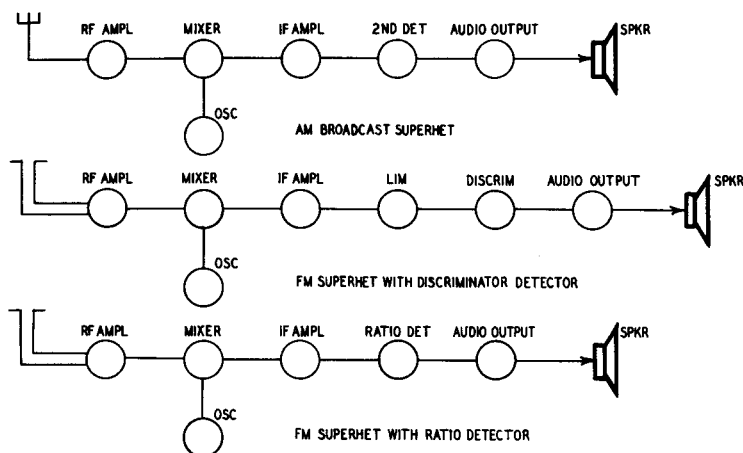 RF AMPL MIXER IF AMPL 2ND DET AUDIO OUTPUT SPKR
OSC
AM BROADCAST SUPERHET
RF AMPL MIXER IF AMPL LIM DISCRIM AUDIO OUTPUT SPKR
OSC
FM SUPERHET WITH DISCRIMINATOR DETECTOR
RF AMPL MIXER IF AMPL RATIO DET AUDIO OUTPUT SPKR
OSC
FM SUPERHET WITH RATIO DETECTOR